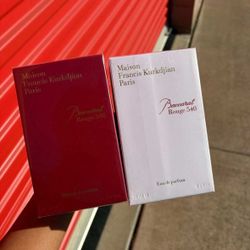 Maison
Francis Kurkdjian
Paris
Baccarat
Rouge 540
Maison
Francis Kurkdjian
Paris
Baccarat
Rouge 540
Eau de parfum